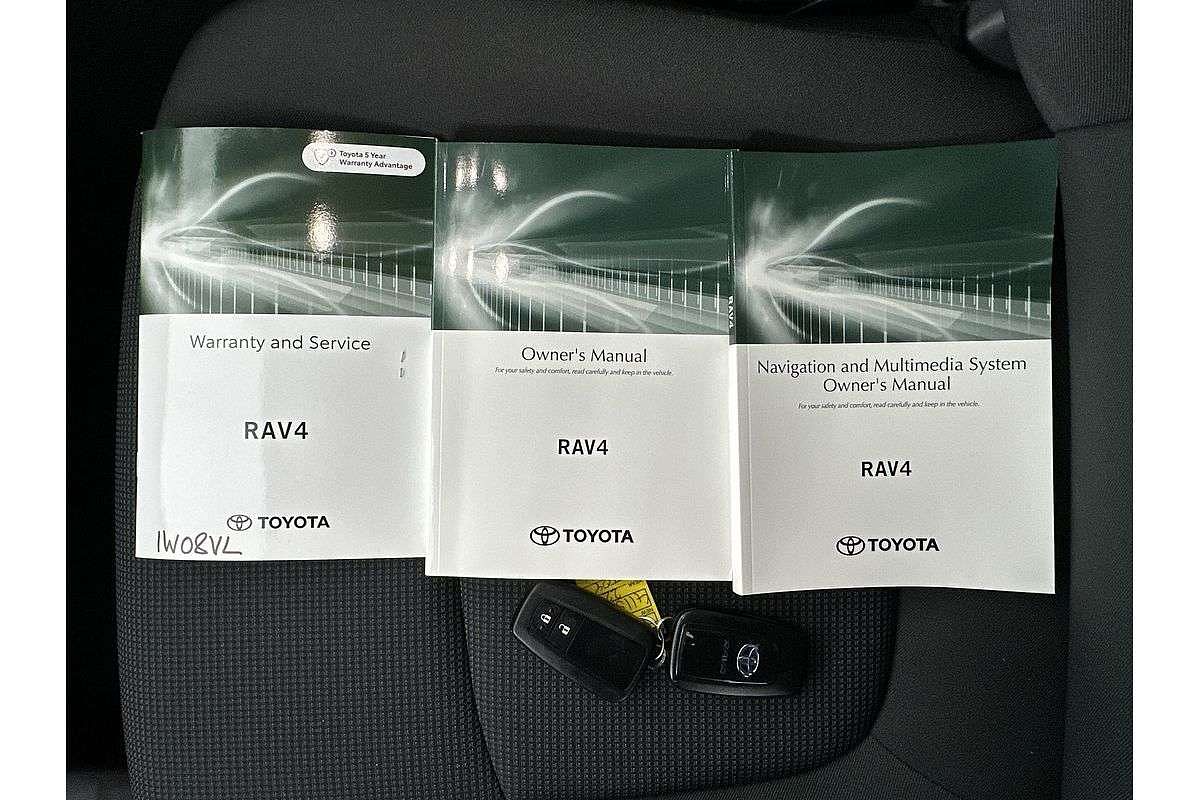 Toyota 5 Year
Warranty Advantage
Warranty and Service
RAV4
TOYOTA
1W08VL
Owner's Manual
For your safety and comfort, read carefully and keep in the vehicle.
RAV4
TOYOTA
RAV4
Navigation and Multimedia System
Owner's Manual
For your safety and comfort, read carefully and keep in the vehicle.
RAV4
TOYOTA